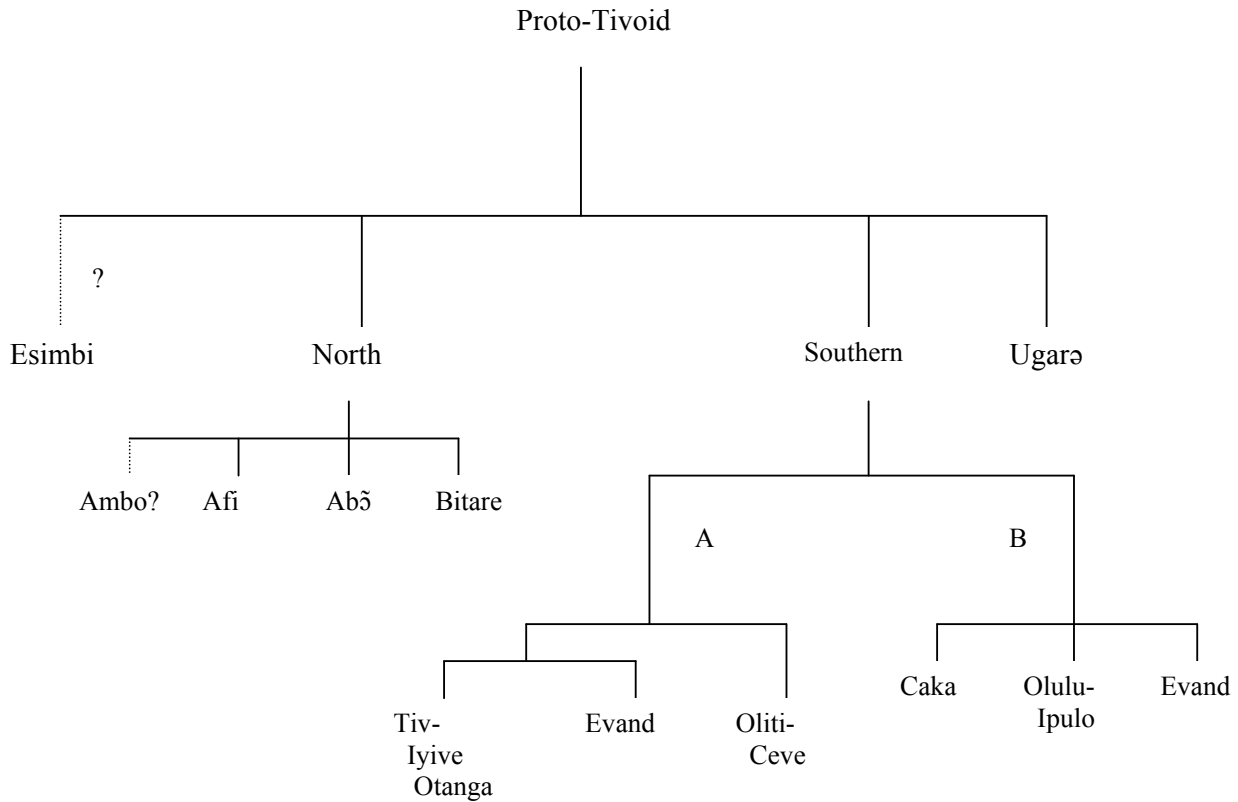 Proto-Tivoid
?
Esimbi North Southern Ugarə
Ambo? Afi Abɔ̃ Bitare
A B
Caka Olulu- Evand
Ipulo
Tiv- Evand Oliti-
Iyive Ceve
Otanga